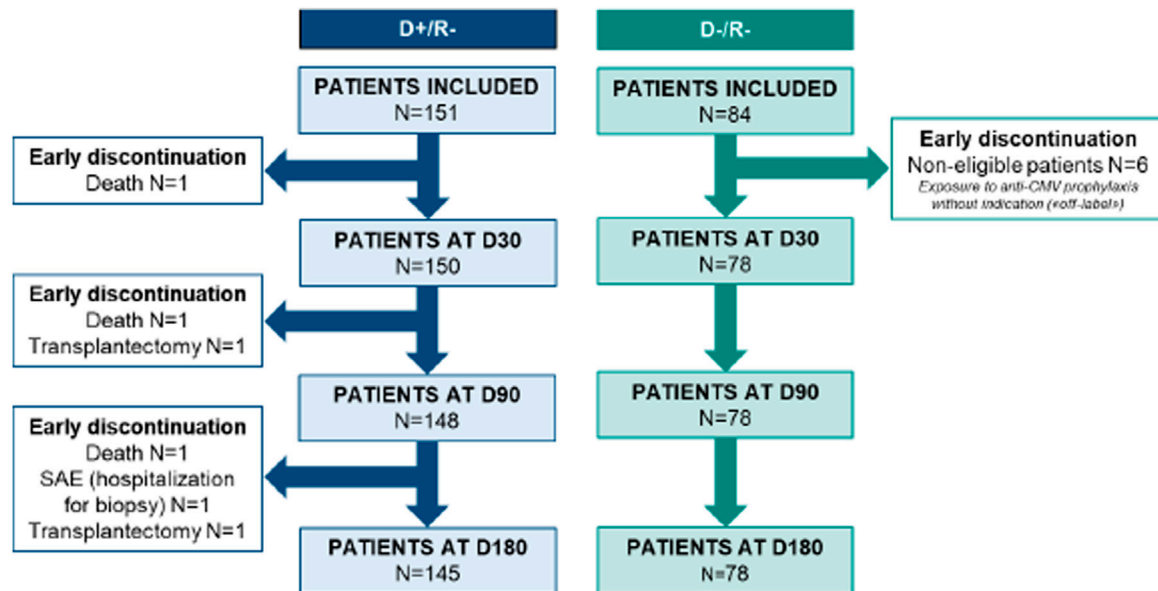 D+/R-
D-/R-
PATIENTS INCLUDED
N=151
PATIENTS INCLUDED
N=84
Early discontinuation
Death N=1
Early discontinuation
Non-eligible patients N=6
Exposure to anti-CMV prophylaxis
without indication («off-label»)
PATIENTS AT D30
N=150
PATIENTS AT D30
N=78
Early discontinuation
Death N=1
Transplantectomy N=1
PATIENTS AT D90
N=148
PATIENTS AT D90
N=78
Early discontinuation
Death N=1
SAE (hospitalization
for biopsy) N=1
Transplantectomy N=1
PATIENTS AT D180
N=145
PATIENTS AT D180
N=78